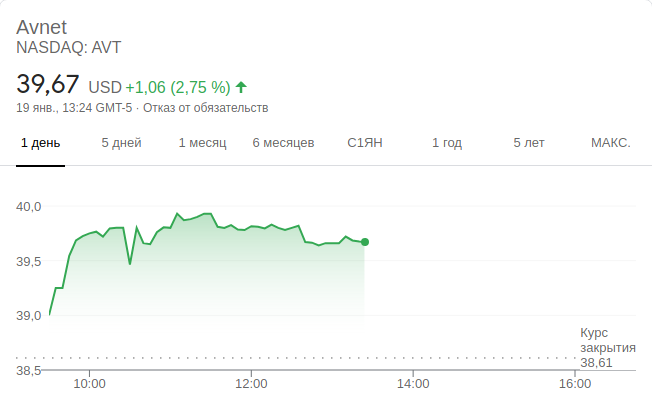 Avnet
NASDAQ: AVT
39,67 USD +1,06 (2,75 %)
19 янв., 13:24 GMT-5 · Отказ от обязательств
1 день 5 дней 1 месяц 6 месяцев С1ЯН 1 год 5 лет МАКС.
40,0
39,5
39,0
Курс
закрытия
38,61
38,5
10:00 12:00 14:00 16:00